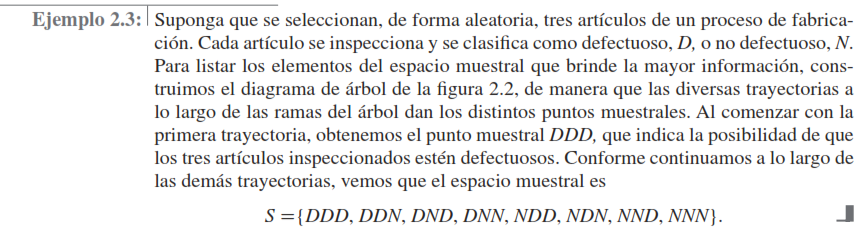 Ejemplo 2.3: Suponga que se seleccionan, de forma aleatoria, tres artículos de un proceso de fabrica-
ción. Cada artículo se inspecciona y se clasifica como defectuoso, D, o no defectuoso, N.
Para listar los elementos del espacio muestral que brinde la mayor información, cons-
truimos el diagrama de árbol de la figura 2.2, de manera que las diversas trayectorias a
lo largo de las ramas del árbol dan los distintos puntos muestrales. Al comenzar con la
primera trayectoria, obtenemos el punto muestral DDD, que indica la posibilidad de que
los tres artículos inspeccionados estén defectuosos. Conforme continuamos a lo largo de
las demás trayectorias, vemos que el espacio muestral es
S ={DDD, DDN, DND, DNN, NDD, NDN, NND, NNN}.